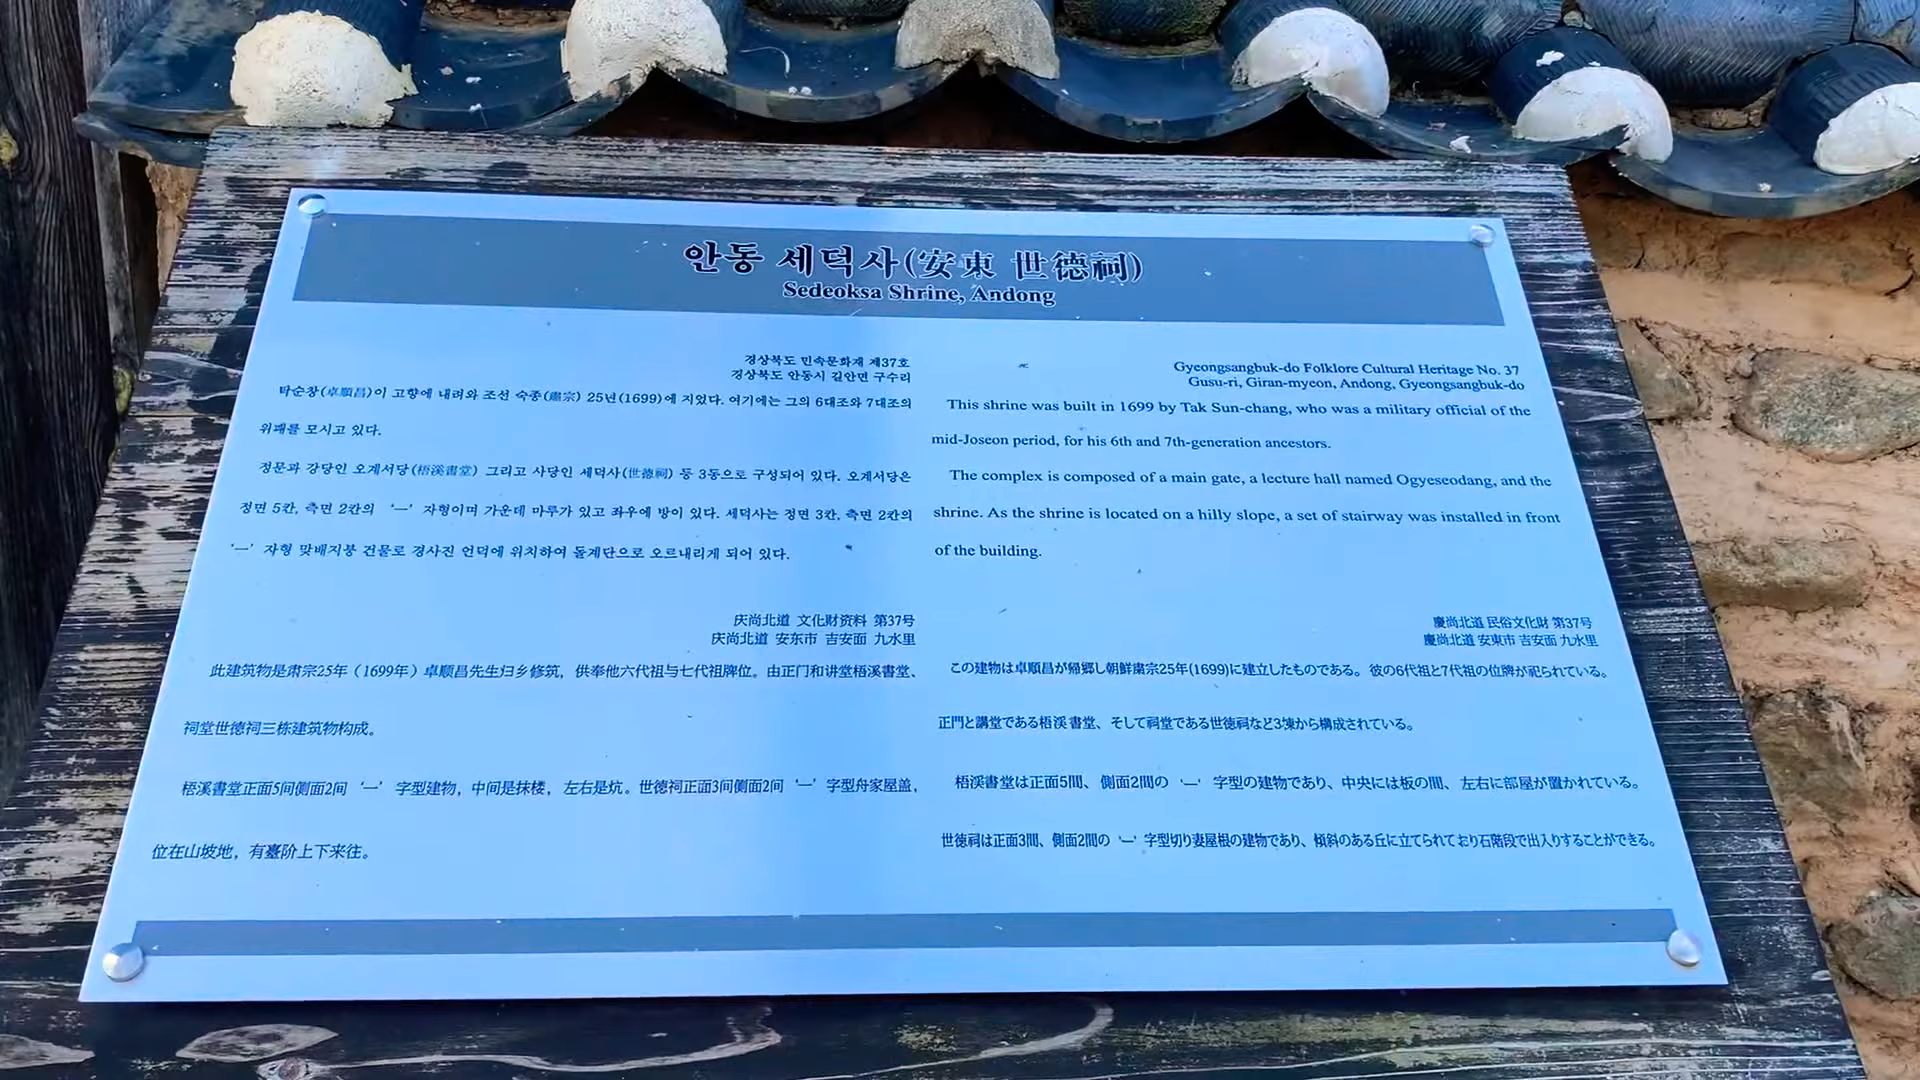 안동 세덕사(安東 世德祠)
Sedeoksa Shrine, Andong
경상북도 민속문화재 제37호
경상북도 안동시 길안면 구수리
탁순창(卓順昌)이 고향에 내려와 조선 숙종(肅宗) 25년(1699)에 지었다. 여기에는 그의 6대조와 7대조의
위패를 모시고 있다.
정문과 강당인 오계서당(梧溪書堂) 그리고 사당인 세덕사(世德祠) 등 3동으로 구성되어 있다. 오계서당은
정면 5칸, 측면 2칸의 ‘一’ 자형이며 가운데 마루가 있고 좌우에 방이 있다. 세덕사는 정면 3칸, 측면 2칸의
‘一’ 자형 맞배지붕 건물로 경사진 언덕에 위치하여 돌계단으로 오르내리게 되어 있다.
Gyeongsangbuk-do Folklore Cultural Heritage No. 37
Gusu-ri, Giran-myeon, Andong, Gyeongsangbuk-do
This shrine was built in 1699 by Tak Sun-chang, who was a military official of the
mid-Joseon period, for his 6th and 7th-generation ancestors.
The complex is composed of a main gate, a lecture hall named Ogyeseodang, and the
shrine. As the shrine is located on a hilly slope, a set of stairway was installed in front
of the building.
庆尚北道 文化財资料 第37号
庆尚北道 安东市 吉安面 九水里
此建筑物是肃宗25年（1699年）卓順昌先生归乡修筑，供奉他六代祖与七代祖牌位。由正门和讲堂梧溪書堂、
祠堂世德祠三栋建筑物构成。
梧溪書堂正面5间侧面2间 ‘一’ 字型建物，中间是抹楼，左右是炕。世德祠正面3间侧面2间 ‘一’ 字型舟家屋盖，
位在山坡地，有臺阶上下来往。
慶尚北道 民俗文化財 第37号
慶尚北道 安東市 吉安面 九水里
この建物は卓順昌が帰郷し朝鮮粛宗25年(1699)に建立したものである。彼の6代祖と7代祖の位牌が祀られている。
正門と講堂である梧溪書堂、そして祠堂である世徳祠など3棟から構成されている。
梧溪書堂は正面5間、側面2間の ‘一’ 字型の建物であり、中央には板の間、左右に部屋が置かれている。
世徳祠は正面3間、側面2間の ‘一’ 字型切り妻屋根の建物であり、傾斜のある丘に立てられており石階段で出入りすることができる。